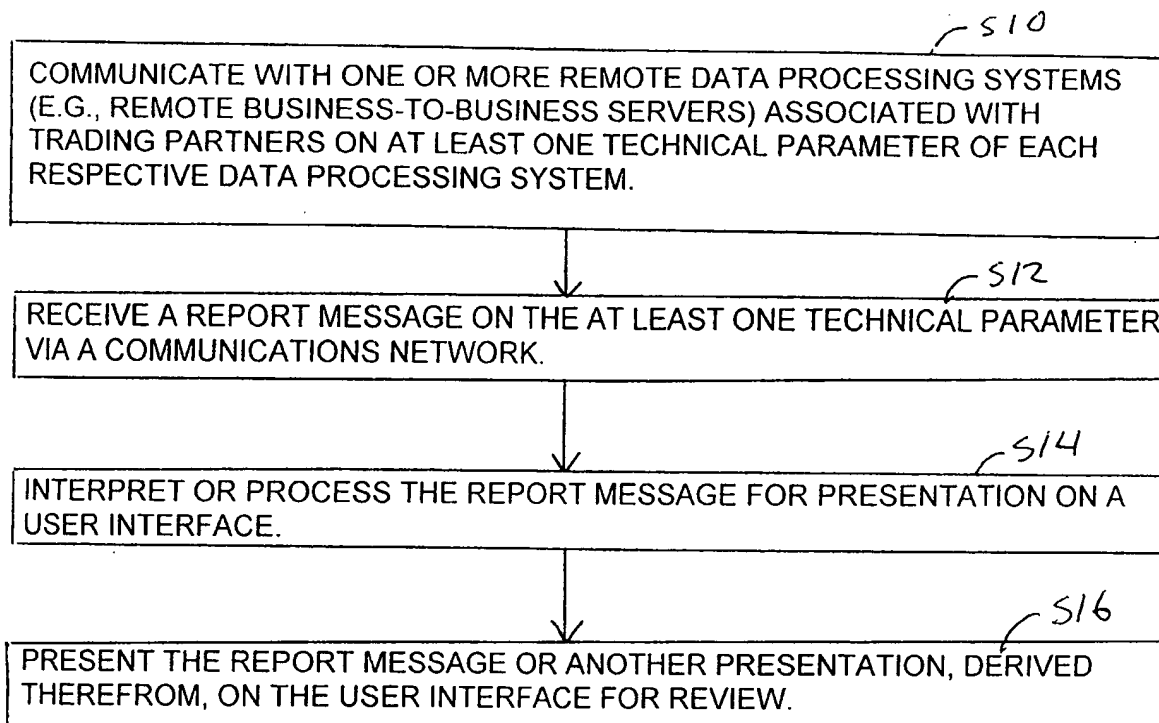 S10
COMMUNICATE WITH ONE OR MORE REMOTE DATA PROCESSING SYSTEMS
(E.G., REMOTE BUSINESS-TO-BUSINESS SERVERS) ASSOCIATED WITH
TRADING PARTNERS ON AT LEAST ONE TECHNICAL PARAMETER OF EACH
RESPECTIVE DATA PROCESSING SYSTEM.
S12
RECEIVE A REPORT MESSAGE ON THE AT LEAST ONE TECHNICAL PARAMETER
VIA A COMMUNICATIONS NETWORK.
S14
INTERPRET OR PROCESS THE REPORT MESSAGE FOR PRESENTATION ON A
USER INTERFACE.
S16
PRESENT THE REPORT MESSAGE OR ANOTHER PRESENTATION, DERIVED
THEREFROM, ON THE USER INTERFACE FOR REVIEW.